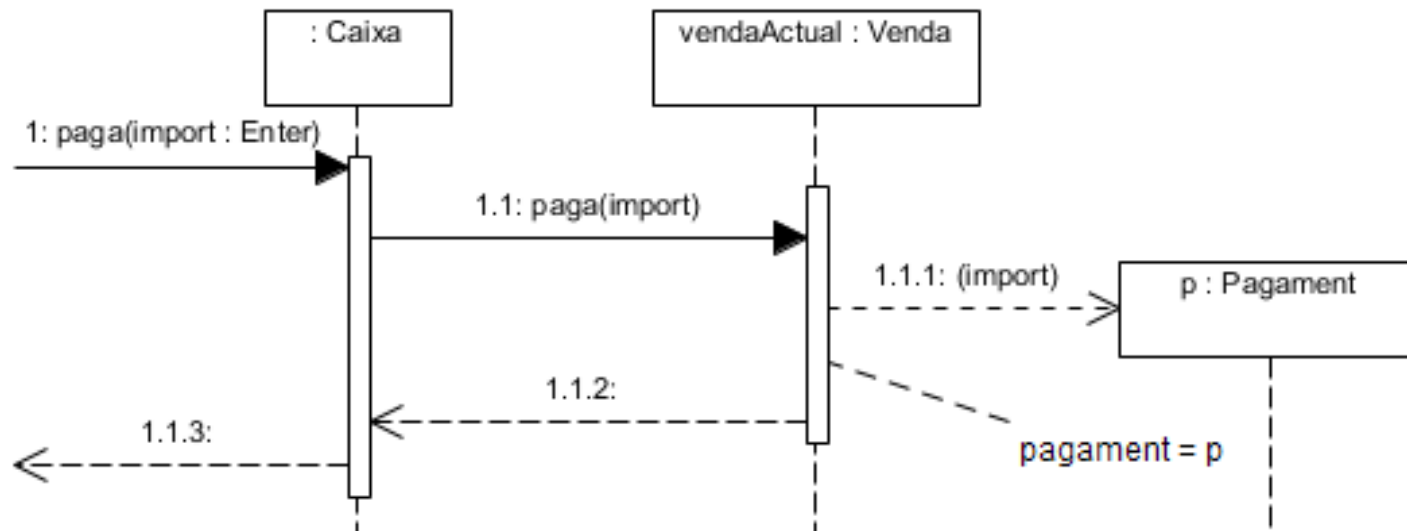 : Caixa
vendaActual : Venda
1: paga(import : Enter)
1.1: paga(import)
1.1.1: (import)
p : Pagament
1.1.2:
1.1.3:
pagament = p